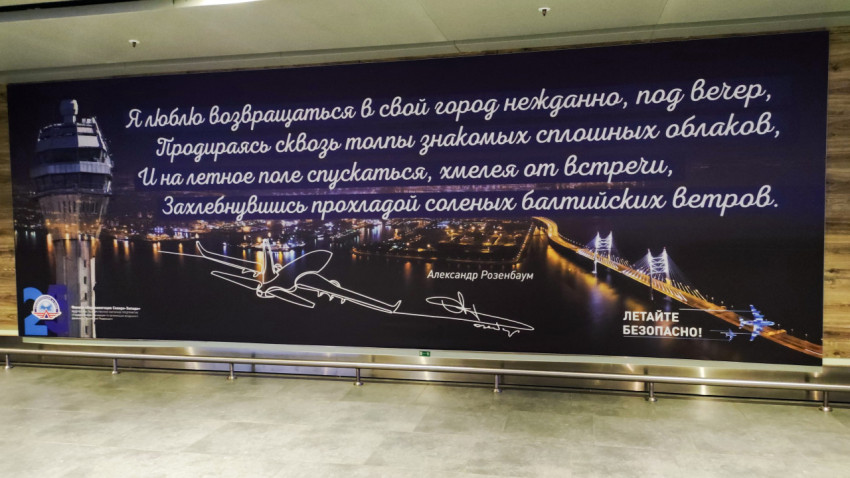 Я люблю возвращаться в свой город нежданно, под вечер,
Продираясь сквозь толпы знакомых сплошных облаков,
И на летное поле спускаться, хмелея от встречи,
Захлебнувшись прохладой соленых балтийских ветров.
Александр Розенбаум
ЛЕТАЙТЕ
БЕЗОПАСНО!